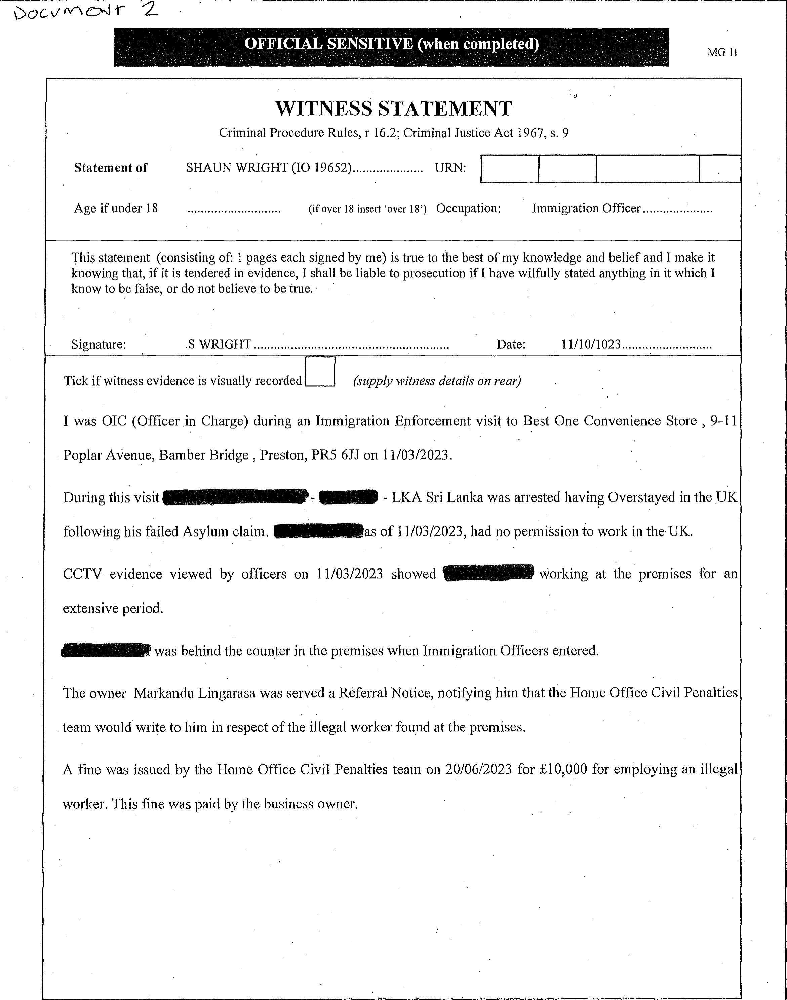 DOCUMENT 2 .
OFFICIAL SENSITIVE (when completed)
MG 11
WITNESS STATEMENT
Criminal Procedure Rules, r 16.2; Criminal Justice Act 1967, s. 9
Statement of SHAUN WRIGHT (IO 19652)..................... URN:
Age if under 18 ............................ (if over 18 insert ‘over 18’) Occupation: Immigration Officer.....................
This statement (consisting of: 1 pages each signed by me) is true to the best of my knowledge and belief and I make it
knowing that, if it is tendered in evidence, I shall be liable to prosecution if I have wilfully stated anything in it which I
know to be false, or do not believe to be true.
Signature: S WRIGHT........................................................... Date: 11/10/1023...........................
Tick if witness evidence is visually recorded (supply witness details on rear)
I was OIC (Officer in Charge) during an Immigration Enforcement visit to Best One Convenience Store , 9-11
Poplar Avenue, Bamber Bridge , Preston, PR5 6JJ on 11/03/2023.
During this visit - - LKA Sri Lanka was arrested having Overstayed in the UK
following his failed Asylum claim. as of 11/03/2023, had no permission to work in the UK.
CCTV evidence viewed by officers on 11/03/2023 showed working at the premises for an
extensive period.
was behind the counter in the premises when Immigration Officers entered.
The owner Markandu Lingarasa was served a Referral Notice, notifying him that the Home Office Civil Penalties
team would write to him in respect of the illegal worker found at the premises.
A fine was issued by the Home Office Civil Penalties team on 20/06/2023 for £10,000 for employing an illegal
worker. This fine was paid by the business owner.